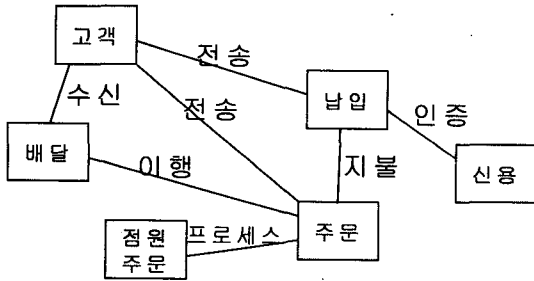 고객
전송
납입
수신
전송
인증
배달
이행
지불
신용
점원
주문
프로세스
주문